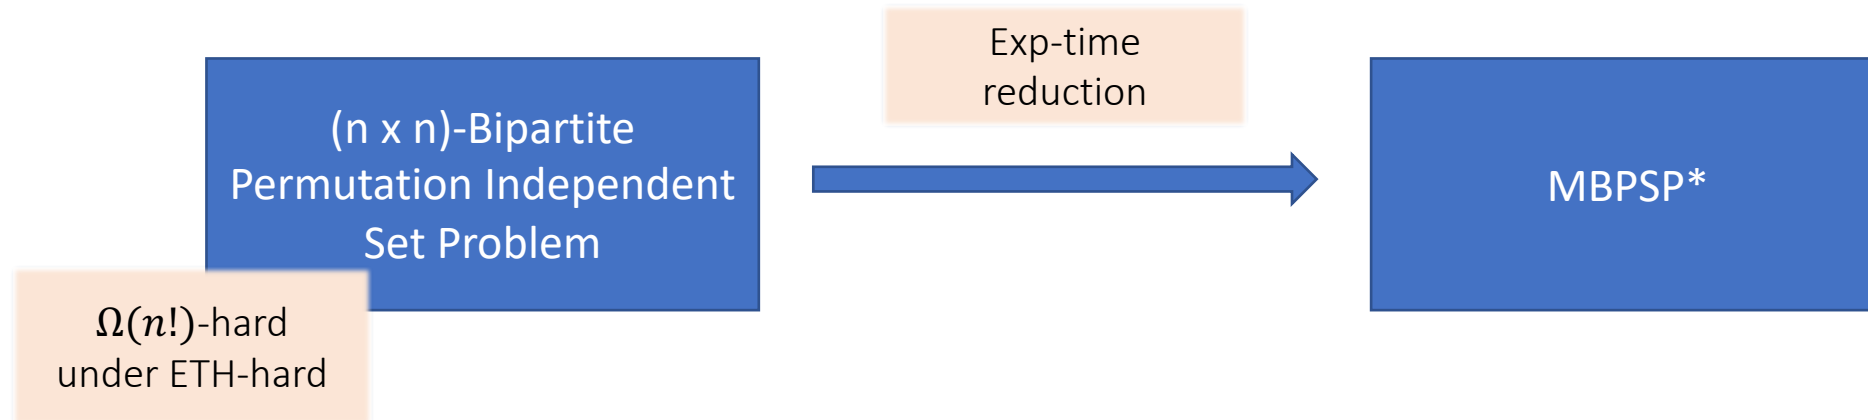 Exp-time
reduction
(n x n)-Bipartite
Permutation Independent
Set Problem
MBPSP*
Ω(n!)-hard
under ETH-hard